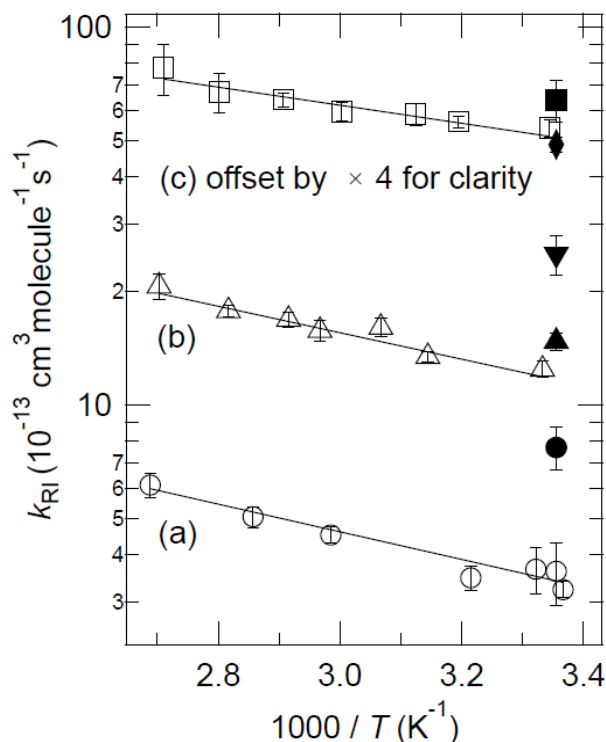 100
7
6
5
4
3
2
10
7
6
5
4
3
k_RI (10^-13 cm^3 molecule^-1 s^-1)
(c) offset by × 4 for clarity
(b)
(a)
2.8 3.0 3.2 3.4
1000 / T (K^-1)